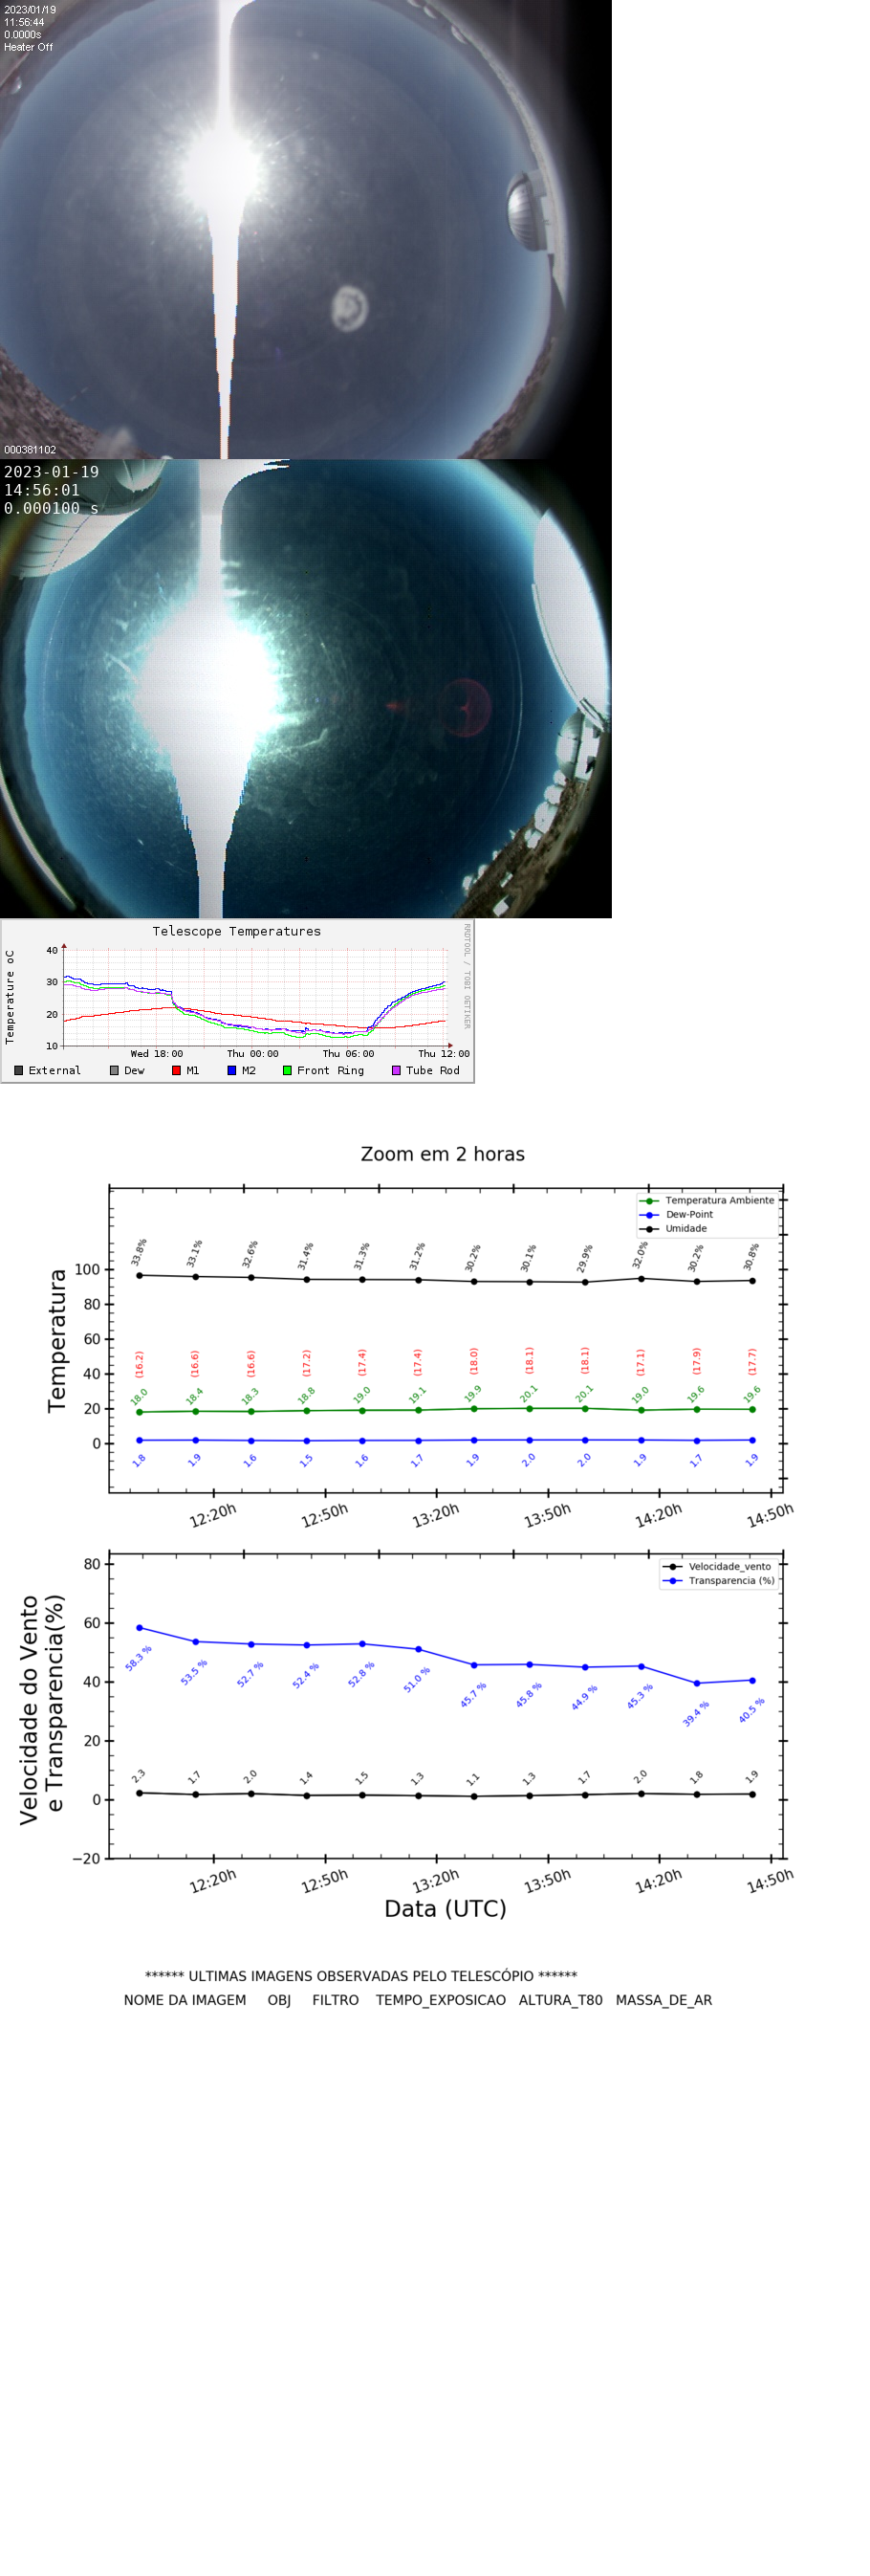 2023/01/19
11:56:44
0.0000s
Heater Off
000381102
2023-01-19
14:56:01
0.000100 s
Telescope Temperatures
RRDTOOL / TOBI OETIKER
Temperature oC
40
30
20
10
Wed 18:00 Thu 00:00 Thu 06:00 Thu 12:00
External Dew M1 M2 Front Ring Tube Rod
Zoom em 2 horas
Temperatura Ambiente
Dew-Point
Umidade
Temperatura
100
80
60
40
20
0
33.8% 33.1% 32.6% 31.4% 31.3% 31.2% 30.2% 30.1% 29.9% 32.0% 30.2% 30.8%
(16.2) (16.6) (16.6) (17.2) (17.4) (17.4) (18.0) (18.1) (18.1) (17.1) (17.9) (17.7)
18.0 18.4 18.3 18.8 19.0 19.1 19.9 20.1 20.1 19.0 19.6 19.6
1.8 1.9 1.6 1.5 1.6 1.7 1.9 2.0 2.0 1.9 1.7 1.9
12:20h 12:50h 13:20h 13:50h 14:20h 14:50h
Velocidade_vento
Transparencia (%)
Velocidade do Vento
e Transparencia(%)
80
60
40
20
0
−20
58.3 % 53.5 % 52.7 % 52.4 % 52.8 % 51.0 % 45.7 % 45.8 % 44.9 % 45.3 % 39.4 % 40.5 %
2.3 1.7 2.0 1.4 1.5 1.3 1.1 1.3 1.7 2.0 1.8 1.9
12:20h 12:50h 13:20h 13:50h 14:20h 14:50h
Data (UTC)
****** ULTIMAS IMAGENS OBSERVADAS PELO TELESCÓPIO ******
NOME DA IMAGEM OBJ FILTRO TEMPO_EXPOSICAO ALTURA_T80 MASSA_DE_AR